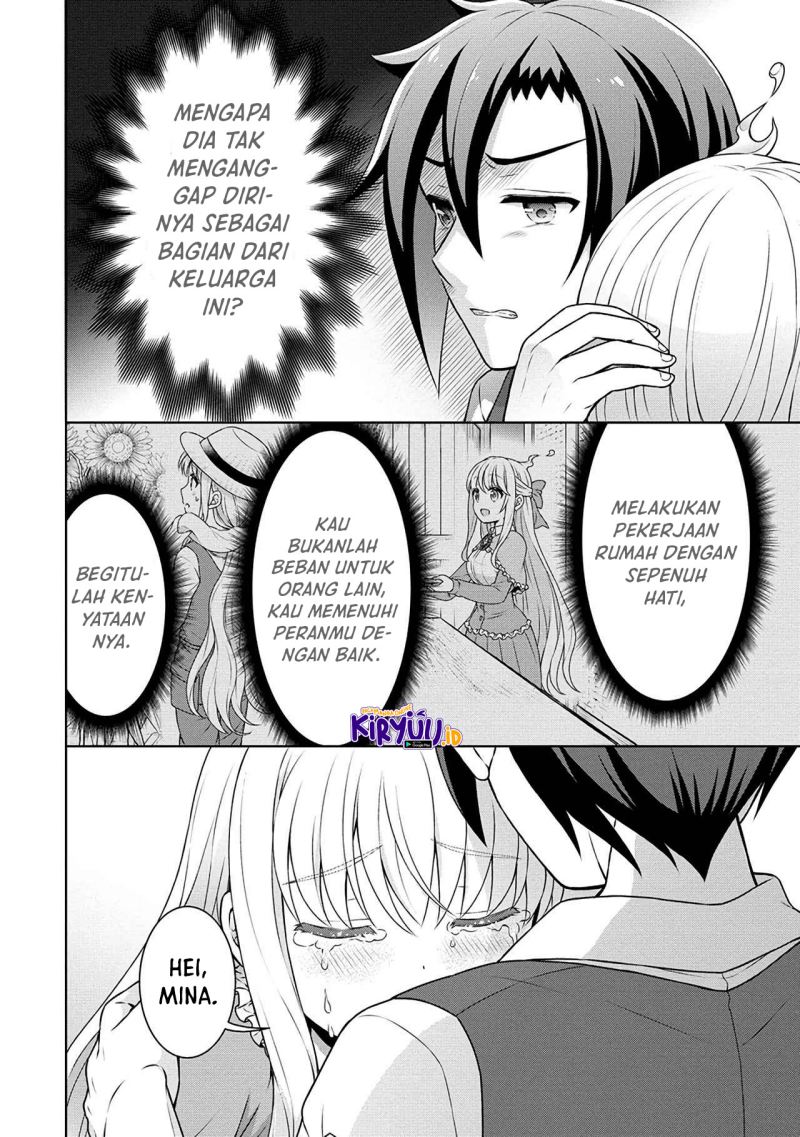 MENGAPA
DIA TAK
MENGANG-
GAP DIRI-
NYA SEBAGAI
BAGIAN DARI
KELUARGA
INI?
MELAKUKAN
PEKERJAAN
RUMAH DENGAN
SEPENUH
HATI,
KAU
BUKANLAH
BEBAN UNTUK
ORANG LAIN,
KAU MEMENUHI
PERANMU DE-
NGAN BAIK.
BEGITU-
LAH KEN-
YATAAN
NYA.
KIRYUU.ID
Google Play
HEI,
MINA.